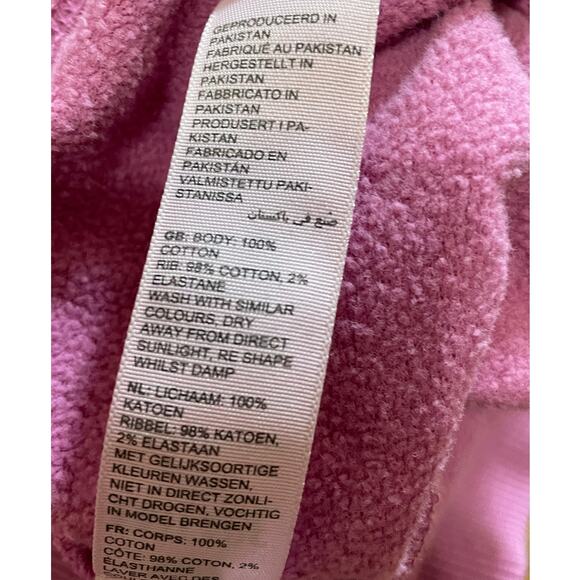 GEPRODUCEERD IN
PAKISTAN
FABRIQUÉ AU PAKISTAN
HERGESTELLT IN
PAKISTAN
FABBRICATO IN
PAKISTAN
PRODUSERT I PA-
KISTAN
FABRICADO EN
PAKISTÁN
VALMISTETTU PAKI-
STANISSA
صنع في باكستان
GB: BODY: 100%
COTTON
RIB: 98% COTTON, 2%
ELASTANE
WASH WITH SIMILAR
COLOURS, DRY
AWAY FROM DIRECT
SUNLIGHT, RE SHAPE
WHILST DAMP
NL: LICHAAM: 100%
KATOEN
RIBBEL: 98% KATOEN,
2% ELASTAAN
MET GELIJKSOORTIGE
KLEUREN WASSEN,
NIET IN DIRECT ZONLI-
CHT DROGEN, VOCHTIG
IN MODEL BRENGEN
FR: CORPS: 100%
COTON
CÔTE: 98% COTON, 2%
ÉLASTHANNE
LAVER AVEC DES